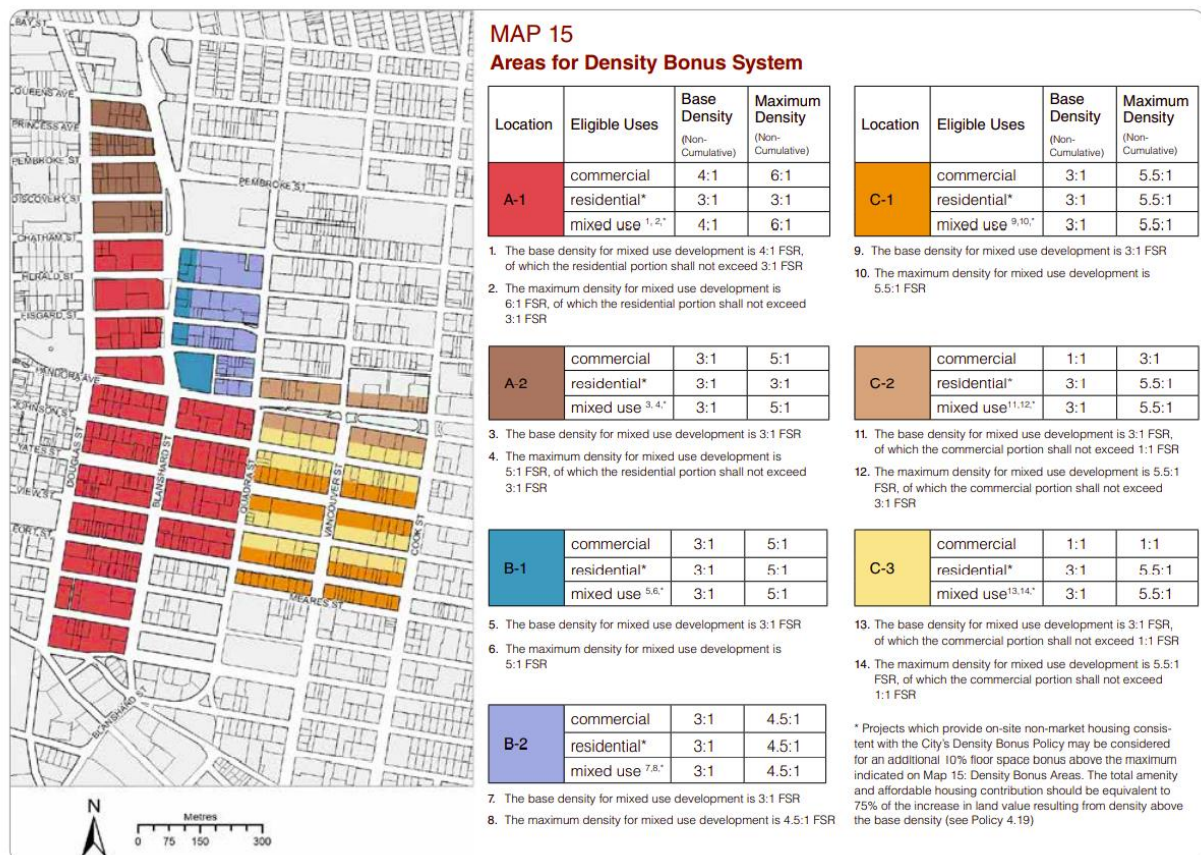 BAY ST
QUEENS AVE
PRINCESS AVE
PEMBROKE ST
PEMBROKE ST
DISCOVERY ST
CHATHAM ST
HERALD ST
FISGARD ST
PANDORA AVE
JOHNSON ST
YATES ST
VIEW ST
FORT ST
DOUGLAS ST
BLANSHARD ST
QUADRA ST
VANCOUVER ST
COOK ST
MEARES ST
BLANSHARD ST
N
Metres
0 75 150 300
MAP 15
Areas for Density Bonus System
Location Eligible Uses Base Density (Non-Cumulative) Maximum Density (Non-Cumulative)
A-1
commercial 4:1 6:1
residential* 3:1 3:1
mixed use 1, 2,* 4:1 6:1
1. The base density for mixed use development is 4:1 FSR,
of which the residential portion shall not exceed 3:1 FSR
2. The maximum density for mixed use development is
6:1 FSR, of which the residential portion shall not exceed
3:1 FSR
A-2
commercial 3:1 5:1
residential* 3:1 3:1
mixed use 3, 4,* 3:1 5:1
3. The base density for mixed use development is 3:1 FSR
4. The maximum density for mixed use development is
5:1 FSR, of which the residential portion shall not exceed
3:1 FSR
B-1
commercial 3:1 5:1
residential* 3:1 5:1
mixed use 5,6,* 3:1 5:1
5. The base density for mixed use development is 3:1 FSR
6. The maximum density for mixed use development is
5:1 FSR
B-2
commercial 3:1 4.5:1
residential* 3:1 4.5:1
mixed use 7,8,* 3:1 4.5:1
7. The base density for mixed use development is 3:1 FSR
8. The maximum density for mixed use development is 4.5:1 FSR
Location Eligible Uses Base Density (Non-Cumulative) Maximum Density (Non-Cumulative)
C-1
commercial 3:1 5.5:1
residential* 3:1 5.5:1
mixed use 9,10,* 3:1 5.5:1
9. The base density for mixed use development is 3:1 FSR
10. The maximum density for mixed use development is
5.5:1 FSR
C-2
commercial 1:1 3:1
residential* 3:1 5.5:1
mixed use11,12,* 3:1 5.5:1
11. The base density for mixed use development is 3:1 FSR,
of which the commercial portion shall not exceed 1:1 FSR
12. The maximum density for mixed use development is 5.5:1
FSR, of which the commercial portion shall not exceed
3:1 FSR
C-3
commercial 1:1 1:1
residential* 3:1 5.5:1
mixed use13,14,* 3:1 5.5:1
13. The base density for mixed use development is 3:1 FSR,
of which the commercial portion shall not exceed 1:1 FSR
14. The maximum density for mixed use development is 5.5:1
FSR, of which the commercial portion shall not exceed
1:1 FSR
* Projects which provide on-site non-market housing consis-
tent with the City's Density Bonus Policy may be considered
for an additional 10% floor space bonus above the maximum
indicated on Map 15: Density Bonus Areas. The total amenity
and affordable housing contribution should be equivalent to
75% of the increase in land value resulting from density above
the base density (see Policy 4.19)